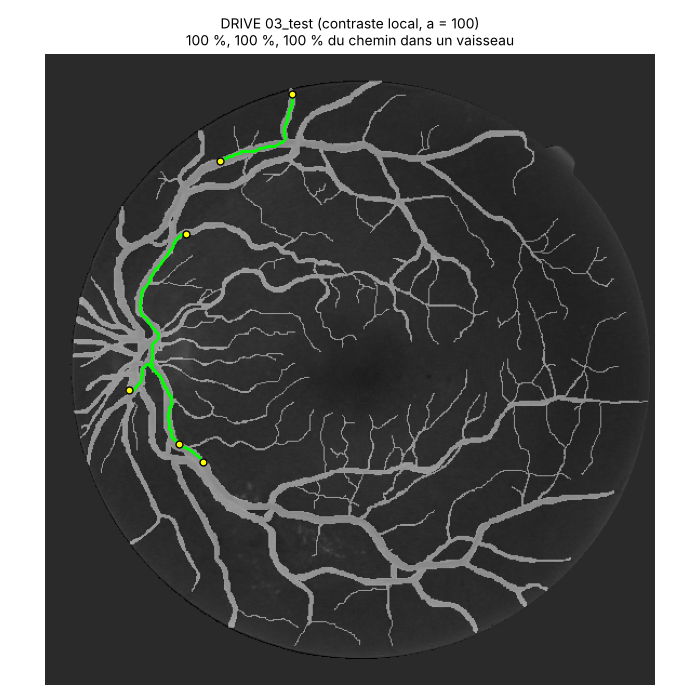 DRIVE 03_test (contraste local, a = 100)
100 %, 100 %, 100 % du chemin dans un vaisseau